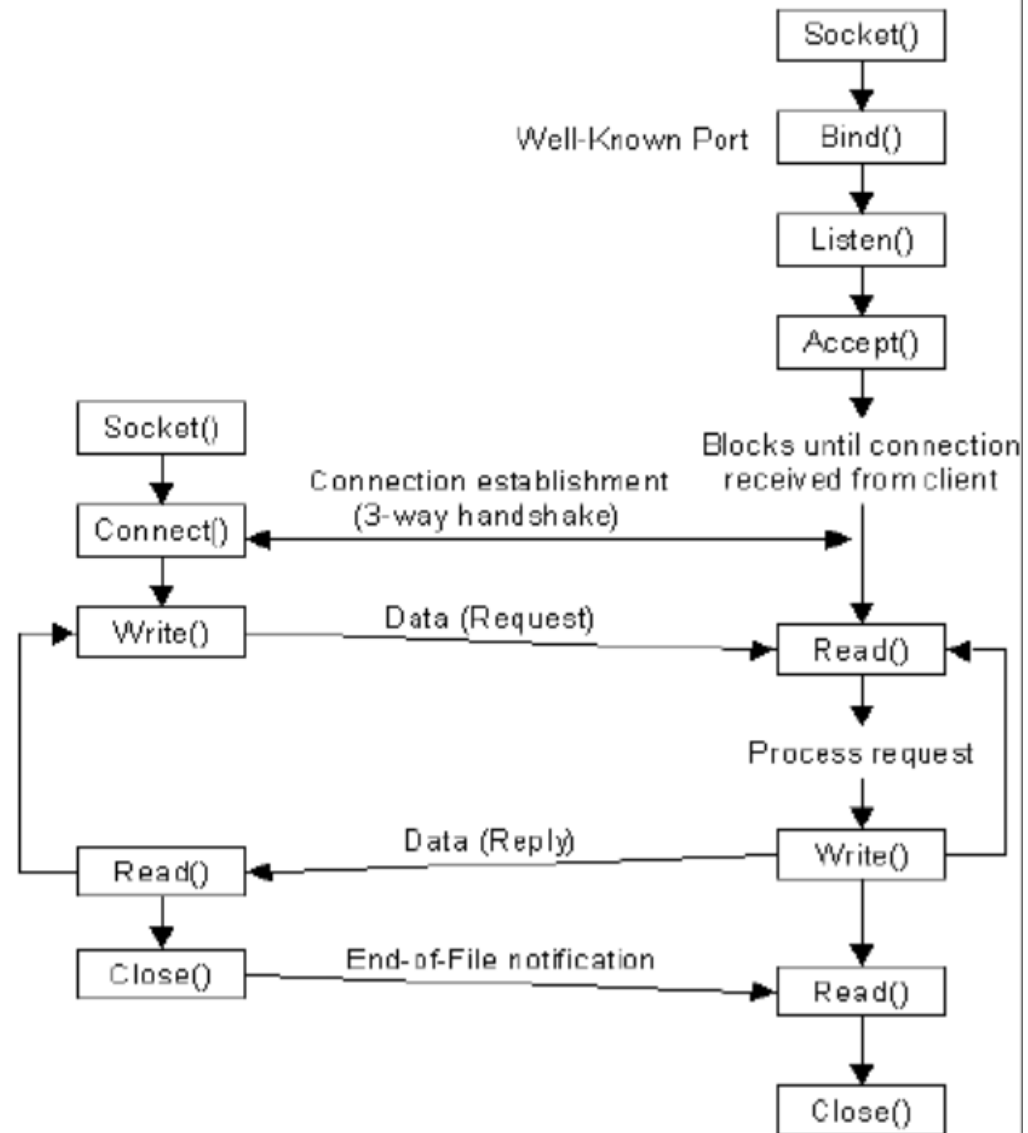 Socket()
Well-Known Port
Bind()
Listen()
Accept()
Socket()
Blocks until connection
received from client
Connection establishment
(3-way handshake)
Connect()
Write()
Data (Request)
Read()
Process request
Data (Reply)
Write()
Read()
Close()
End-of-File notification
Read()
Close()